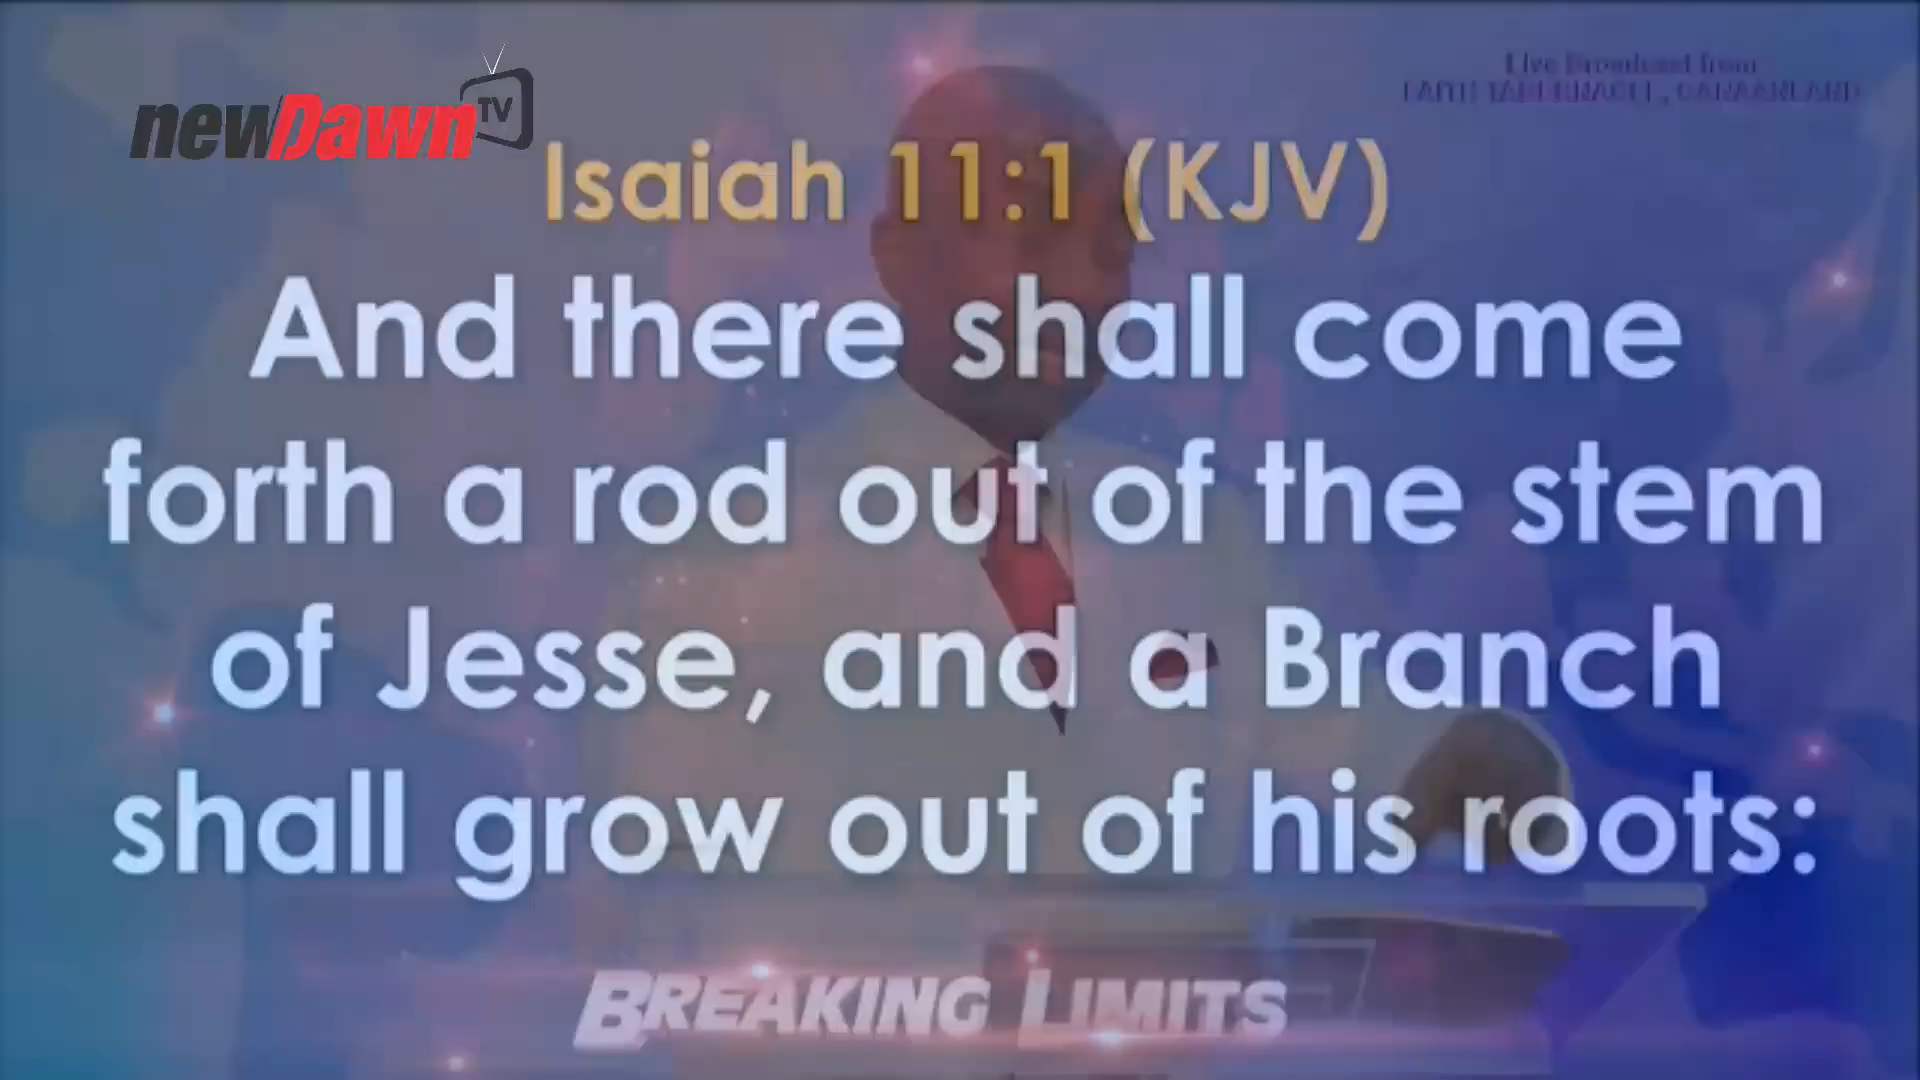 newDawn TV
Live Broadcast from
FAITH TABERNACLE, CANAANLAND
Isaiah 11:1 (KJV)
And there shall come
forth a rod out of the stem
of Jesse, and a Branch
shall grow out of his roots:
BREAKING LIMITS